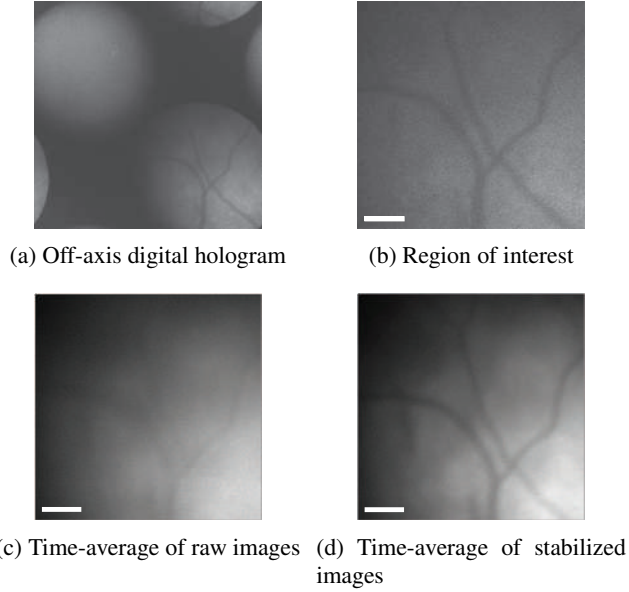 (a) Off-axis digital hologram
(b) Region of interest
c) Time-average of raw images
(d) Time-average of stabilized
images